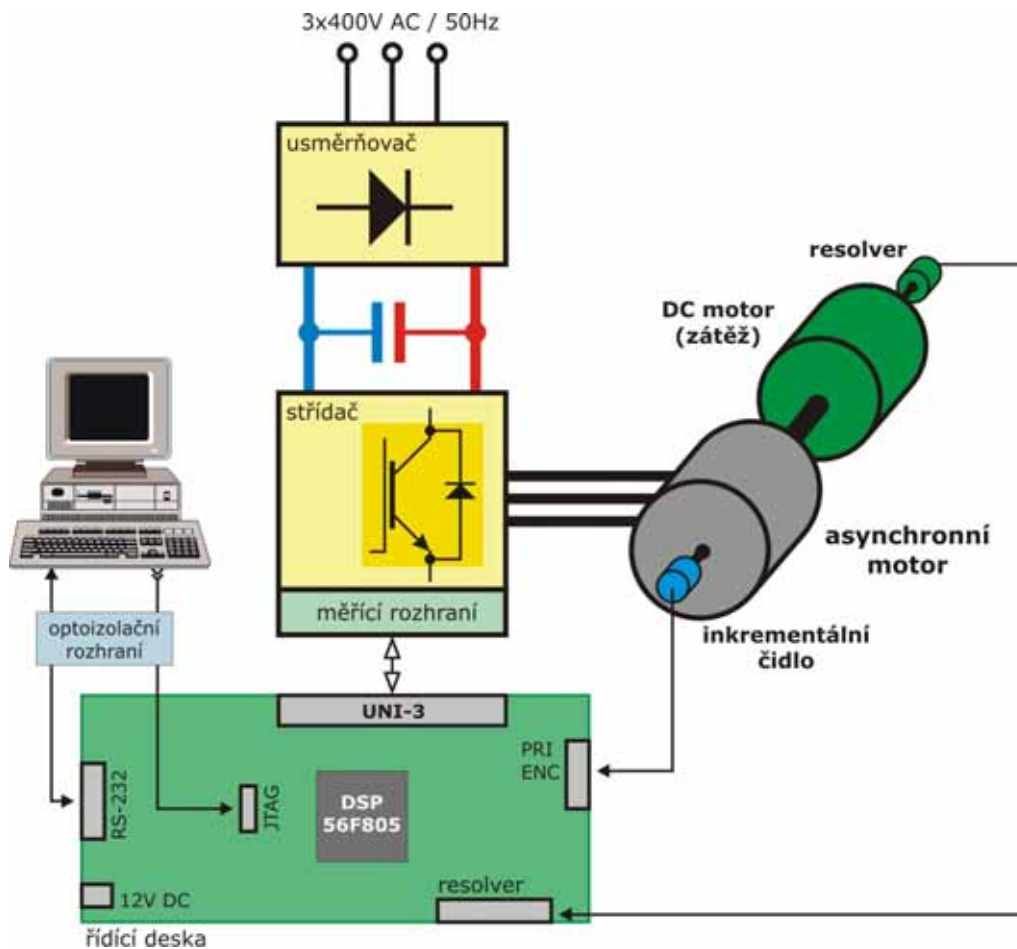 3x400V AC / 50Hz
usměrňovač
resolver
DC motor
(zátěž)
střídač
asynchronní
motor
měřící rozhraní
inkrementální
čidlo
optoizolační
rozhraní
UNI-3
PRI
ENC
RS-232
JTAG
DSP
56F805
12V DC
resolver
řídící deska